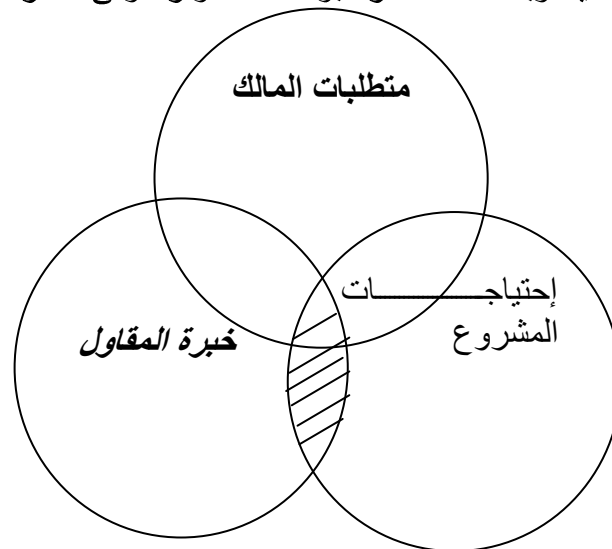 متطلبات المالك
إحتياجـــــــات
المشروع
خبرة المقاول